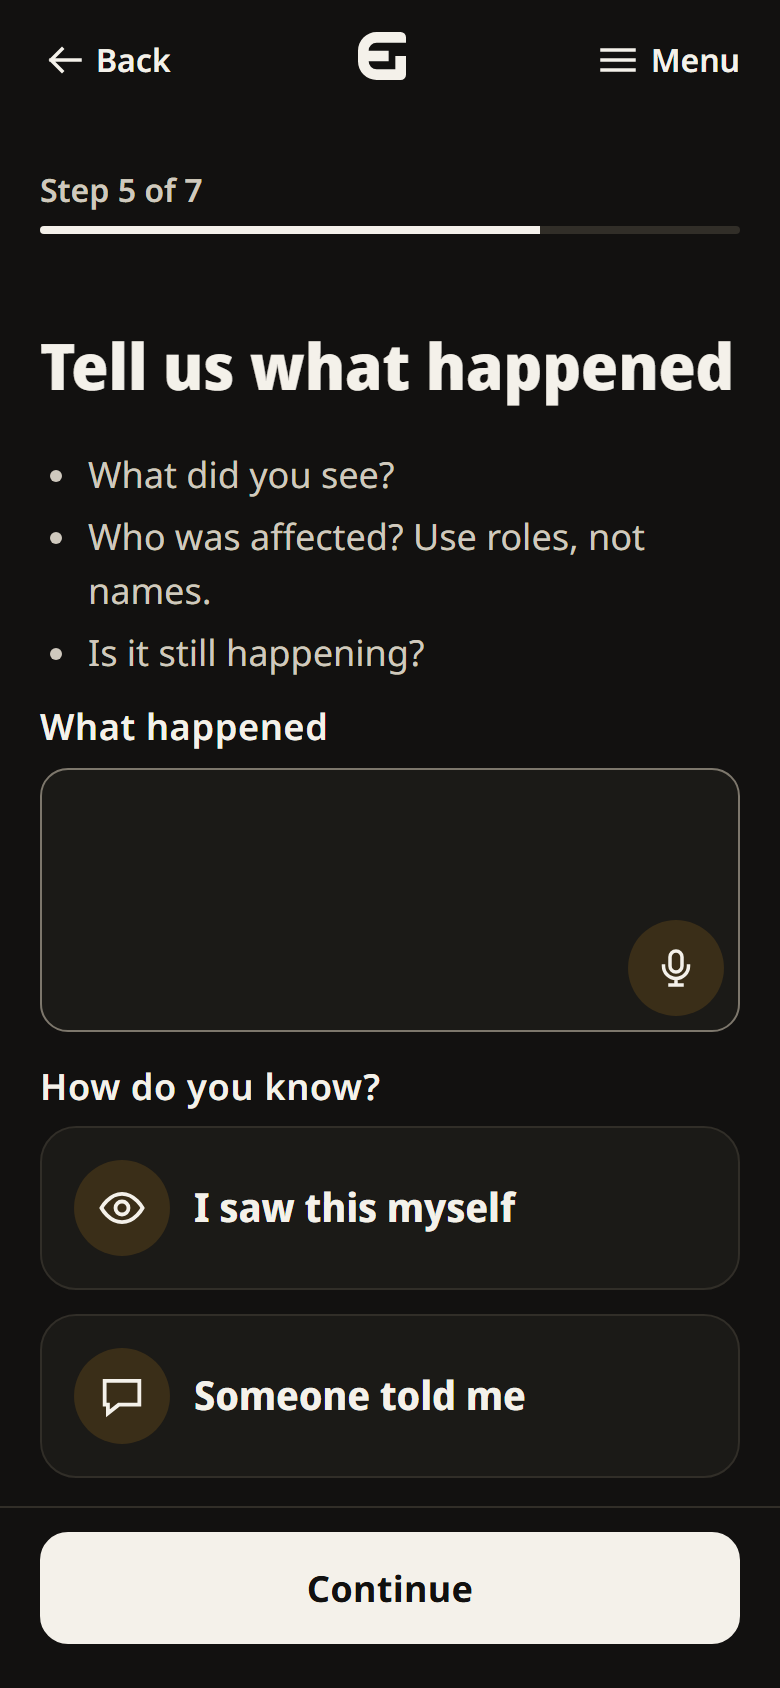 Back
Menu
Step 5 of 7
Tell us what happened
What did you see?
Who was affected? Use roles, not
names.
Is it still happening?
What happened
How do you know?
I saw this myself
Someone told me
Continue